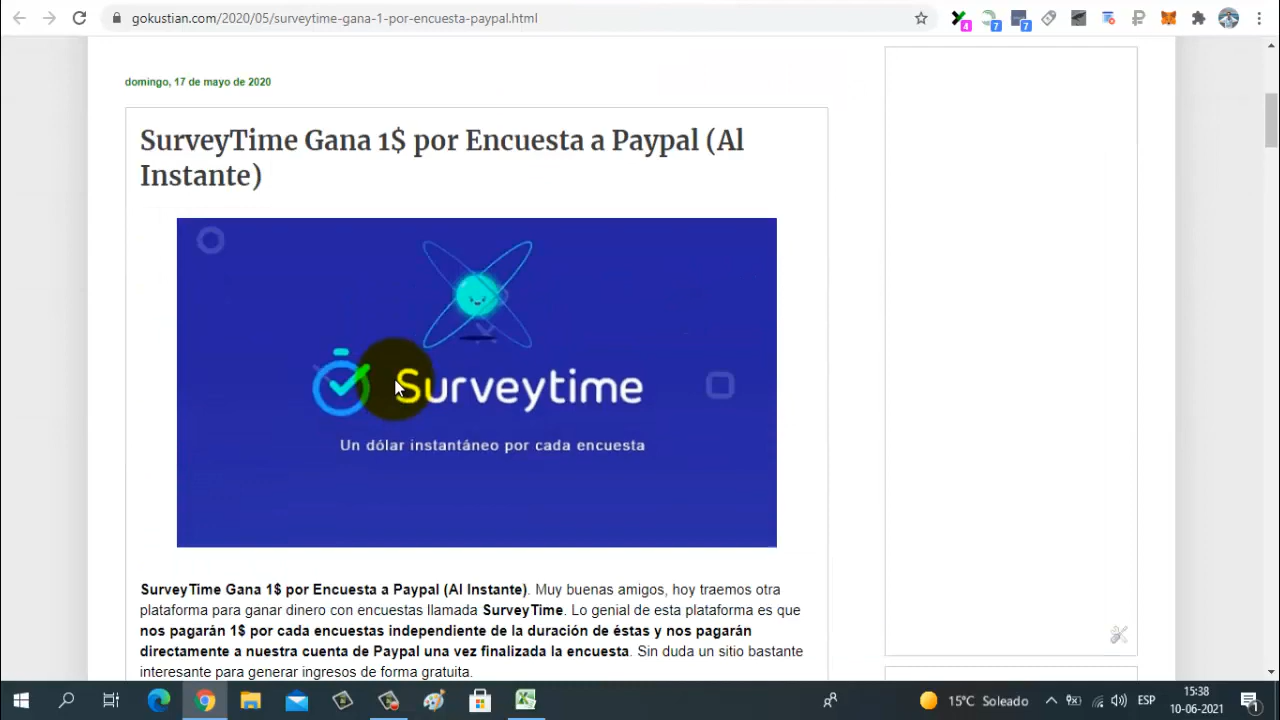 gokustian.com/2020/05/surveytime-gana-1-por-encuesta-paypal.html
4
7
7
domingo, 17 de mayo de 2020
SurveyTime Gana 1$ por Encuesta a Paypal (Al
Instante)
Surveytime
Un dólar instantáneo por cada encuesta
SurveyTime Gana 1$ por Encuesta a Paypal (Al Instante). Muy buenas amigos, hoy traemos otra
plataforma para ganar dinero con encuestas llamada SurveyTime. Lo genial de esta plataforma es que
nos pagarán 1$ por cada encuestas independiente de la duración de éstas y nos pagarán
directamente a nuestra cuenta de Paypal una vez finalizada la encuesta. Sin duda un sitio bastante
interesante para generar ingresos de forma gratuita.
15°C Soleado
ESP
15:38
10-06-2021
1